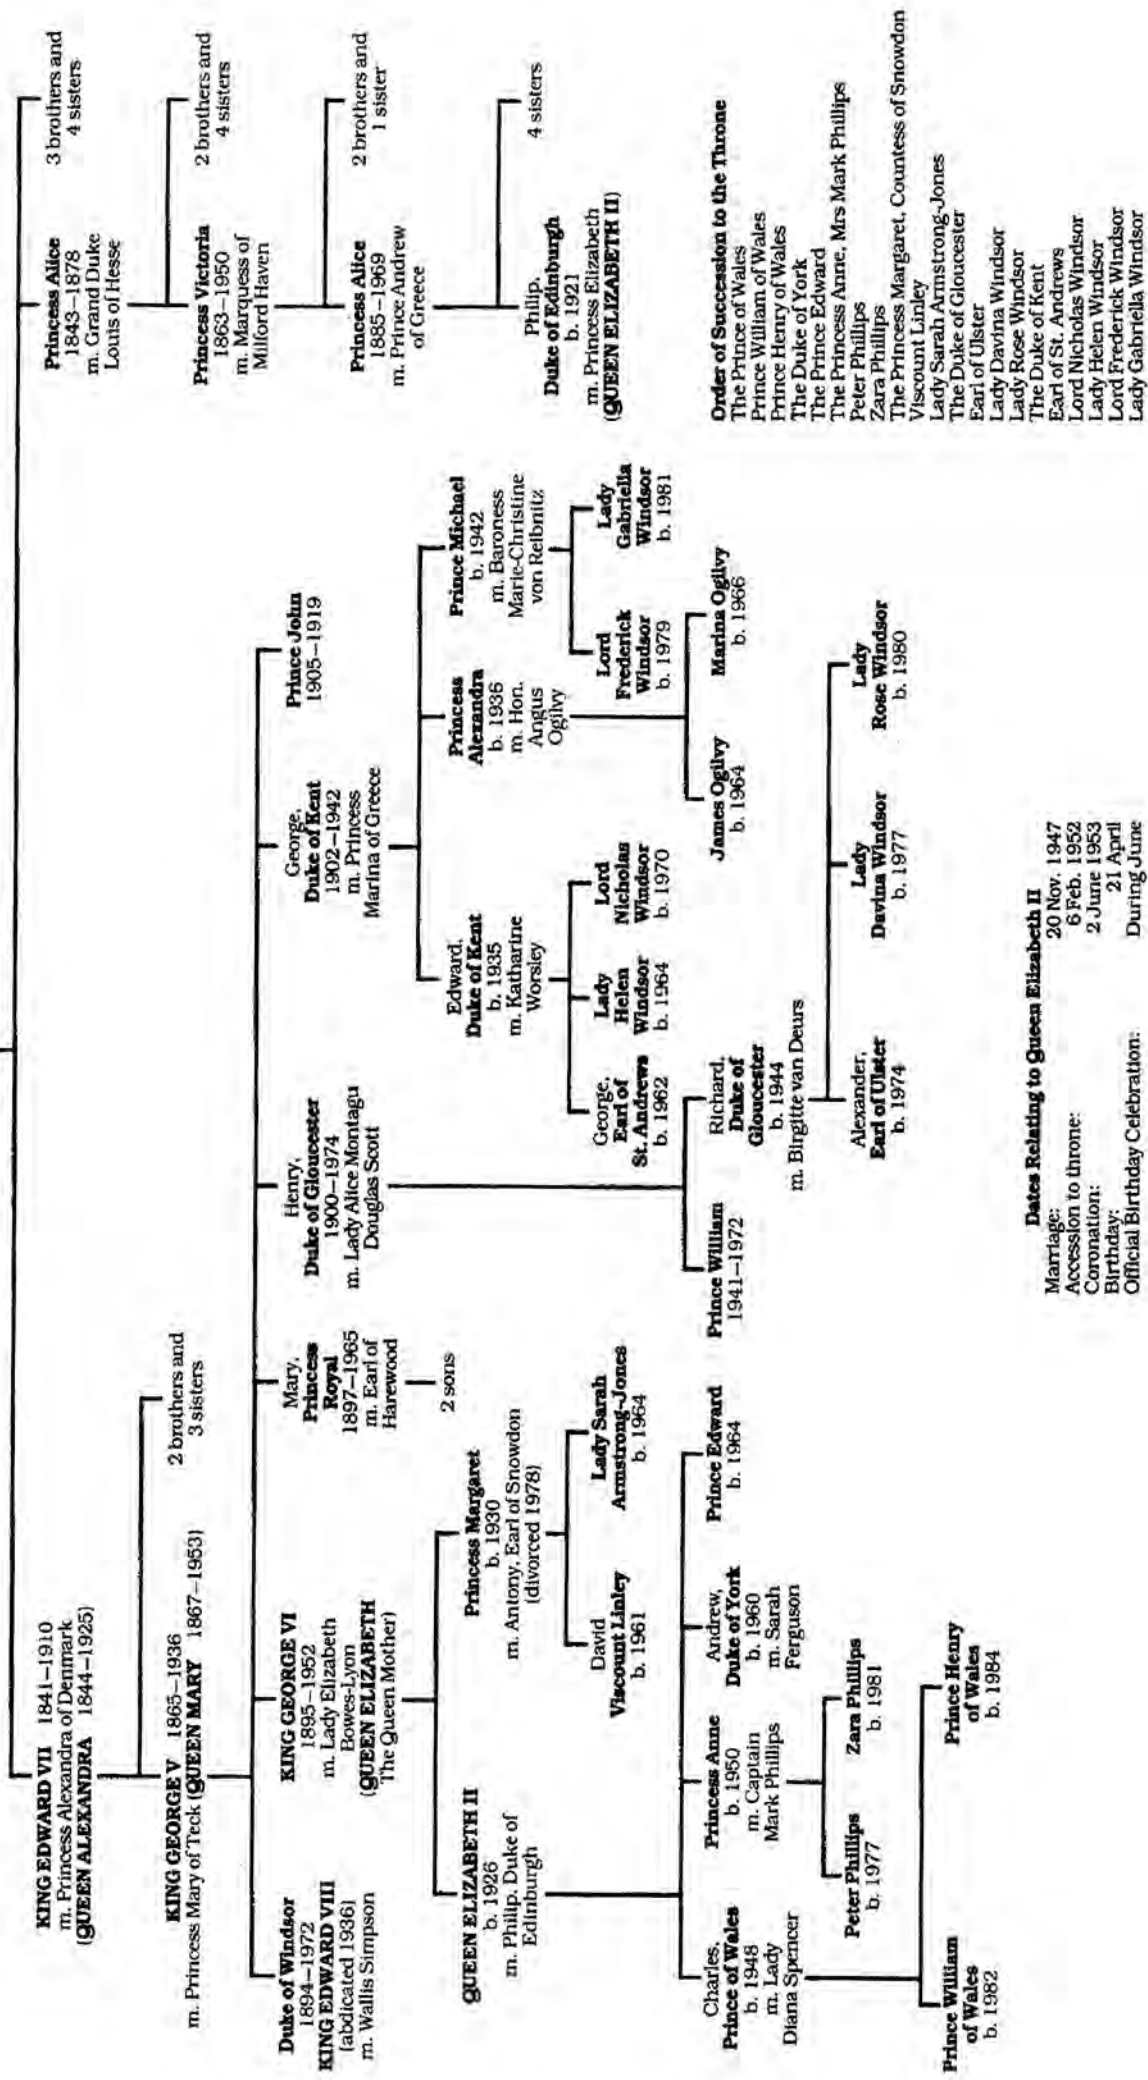 KING EDWARD VII 1841–1910
m. Princess Alexandra of Denmark
(QUEEN ALEXANDRA 1844–1925)
KING GEORGE V 1865–1936
m. Princess Mary of Teck (QUEEN MARY 1867–1953)
2 brothers and
3 sisters
Duke of Windsor
1894–1972
KING EDWARD VIII
(abdicated 1936)
m. Wallis Simpson
KING GEORGE VI
1895–1952
m. Lady Elizabeth
Bowes-Lyon
(QUEEN ELIZABETH
The Queen Mother)
Mary,
Princess
Royal
1897–1965
m. Earl of
Harewood
2 sons
Henry,
Duke of Gloucester
1900–1974
m. Lady Alice Montagu
Douglas Scott
George,
Duke of Kent
1902–1942
m. Princess
Marina of Greece
Prince John
1905–1919
QUEEN ELIZABETH II
b. 1926
m. Philip, Duke of
Edinburgh
Princess Margaret
b. 1930
m. Antony, Earl of Snowdon
(divorced 1978)
David
Viscount Linley
b. 1961
Lady Sarah
Armstrong-Jones
b. 1964
Edward,
Duke of Kent
b. 1935
m. Katharine
Worsley
Princess
Alexandra
b. 1936
m. Hon.
Angus
Ogilvy
Prince Michael
b. 1942
m. Baroness
Marie-Christine
von Reibnitz
George,
Earl of
St. Andrews
b. 1962
Lady
Helen
Windsor
b. 1964
Lord
Nicholas
Windsor
b. 1970
Lord
Frederick
Windsor
b. 1979
Lady
Gabriella
Windsor
b. 1981
Charles,
Prince of Wales
b. 1948
m. Lady
Diana Spencer
Princess Anne
b. 1950
m. Captain
Mark Phillips
Andrew,
Duke of York
b. 1960
m. Sarah
Ferguson
Prince Edward
b. 1964
Prince William
1941–1972
Richard,
Duke of
Gloucester
b. 1944
m. Birgitte van Deurs
James Ogilvy
b. 1964
Marina Ogilvy
b. 1966
Peter Phillips
b. 1977
Zara Phillips
b. 1981
Alexander,
Earl of Ulster
b. 1974
Lady
Davina Windsor
b. 1977
Lady
Rose Windsor
b. 1980
Prince William
of Wales
b. 1982
Prince Henry
of Wales
b. 1984
Princess Alice
1843–1878
m. Grand Duke
Louis of Hesse
3 brothers and
4 sisters
Princess Victoria
1863–1950
m. Marquess of
Milford Haven
2 brothers and
4 sisters
Princess Alice
1885–1969
m. Prince Andrew
of Greece
2 brothers and
1 sister
Philip,
Duke of Edinburgh
b. 1921
m. Princess Elizabeth
(QUEEN ELIZABETH II)
4 sisters
Order of Succession to the Throne
The Prince of Wales
Prince William of Wales
Prince Henry of Wales
The Duke of York
The Prince Edward
The Princess Anne, Mrs Mark Phillips
Peter Phillips
Zara Phillips
The Princess Margaret, Countess of Snowdon
Viscount Linley
Lady Sarah Armstrong-Jones
The Duke of Gloucester
Earl of Ulster
Lady Davina Windsor
Lady Rose Windsor
The Duke of Kent
Earl of St. Andrews
Lord Nicholas Windsor
Lady Helen Windsor
Lord Frederick Windsor
Lady Gabriella Windsor
Dates Relating to Queen Elizabeth II
Marriage: 20 Nov. 1947
Accession to throne: 6 Feb. 1952
Coronation: 2 June 1953
Birthday: 21 April
Official Birthday Celebration: During June